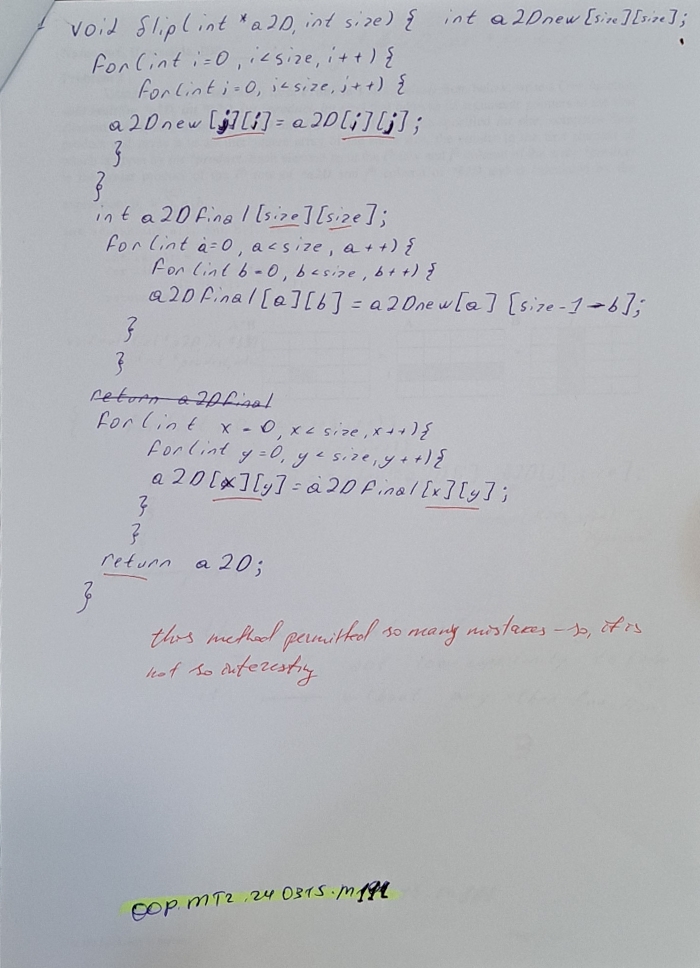 void flip(int *a2D, int size) { int a2Dnew[size][size];
for(int i=0, i<size, i++){
for(int j=0, j<size, j++) {
a2Dnew[j][i]=a2D[i][j];
}
}
int a2Dfinal[size][size];
for(int a=0, a<size, a++){
for(int b=0, b<size, b++){
a2Dfinal[a][b]=a2Dnew[a][size-1-b];
}
}
return a2Dfinal
for(int x=0, x<size, x++){
for(int y=0, y<size, y++){
a2D[x][y]=a2Dfinal[x][y];
}
}
return a2D;
}
this method permitted so many mistakes - so, it is
not so interesting
OOP.MT2.240315.M191